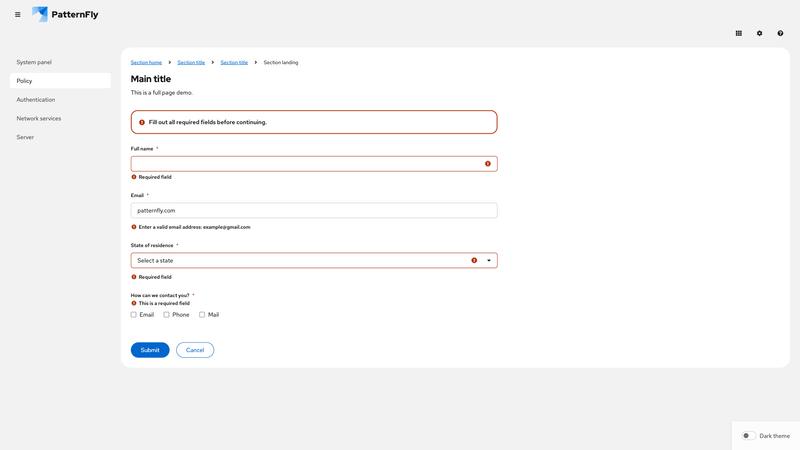 PatternFly
System panel
Policy
Authentication
Network services
Server
Section home
Section title
Section title
Section landing
Main title
This is a full page demo.
Fill out all required fields before continuing.
Full name *
Required field
Email *
patternfly.com
Enter a valid email address: example@gmail.com
State of residence *
Select a state
Required field
How can we contact you? *
This is a required field
Email
Phone
Mail
Submit
Cancel
Dark theme